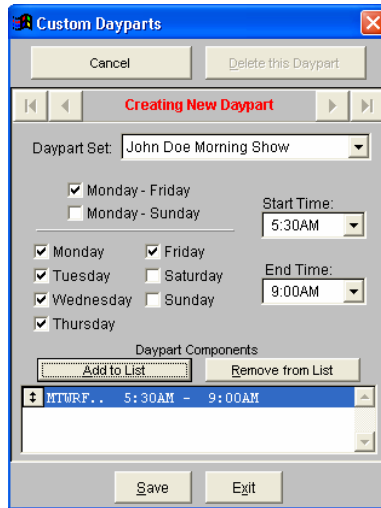 Custom Dayparts
Cancel Delete this Daypart
Creating New Daypart
Daypart Set: John Doe Morning Show
Monday - Friday
Monday - Sunday
Start Time:
5:30AM
Monday Friday
Tuesday Saturday
Wednesday Sunday
Thursday
End Time:
9:00AM
Daypart Components
Add to List Remove from List
MTWRF.. 5:30AM - 9:00AM
Save Exit